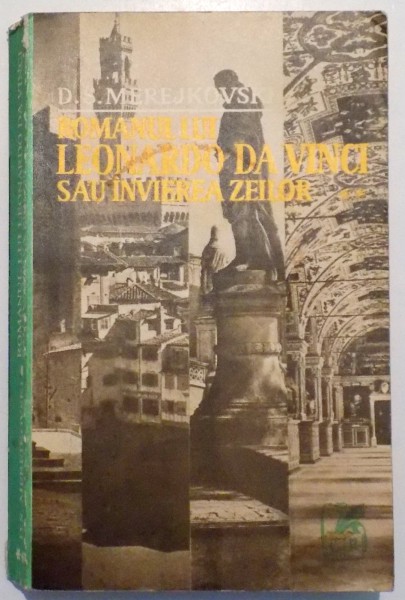 D. S. MEREJKOVSKI
ROMANUL LUI
LEONARDO DA VINCI
SAU ÎNVIEREA ZEILOR **